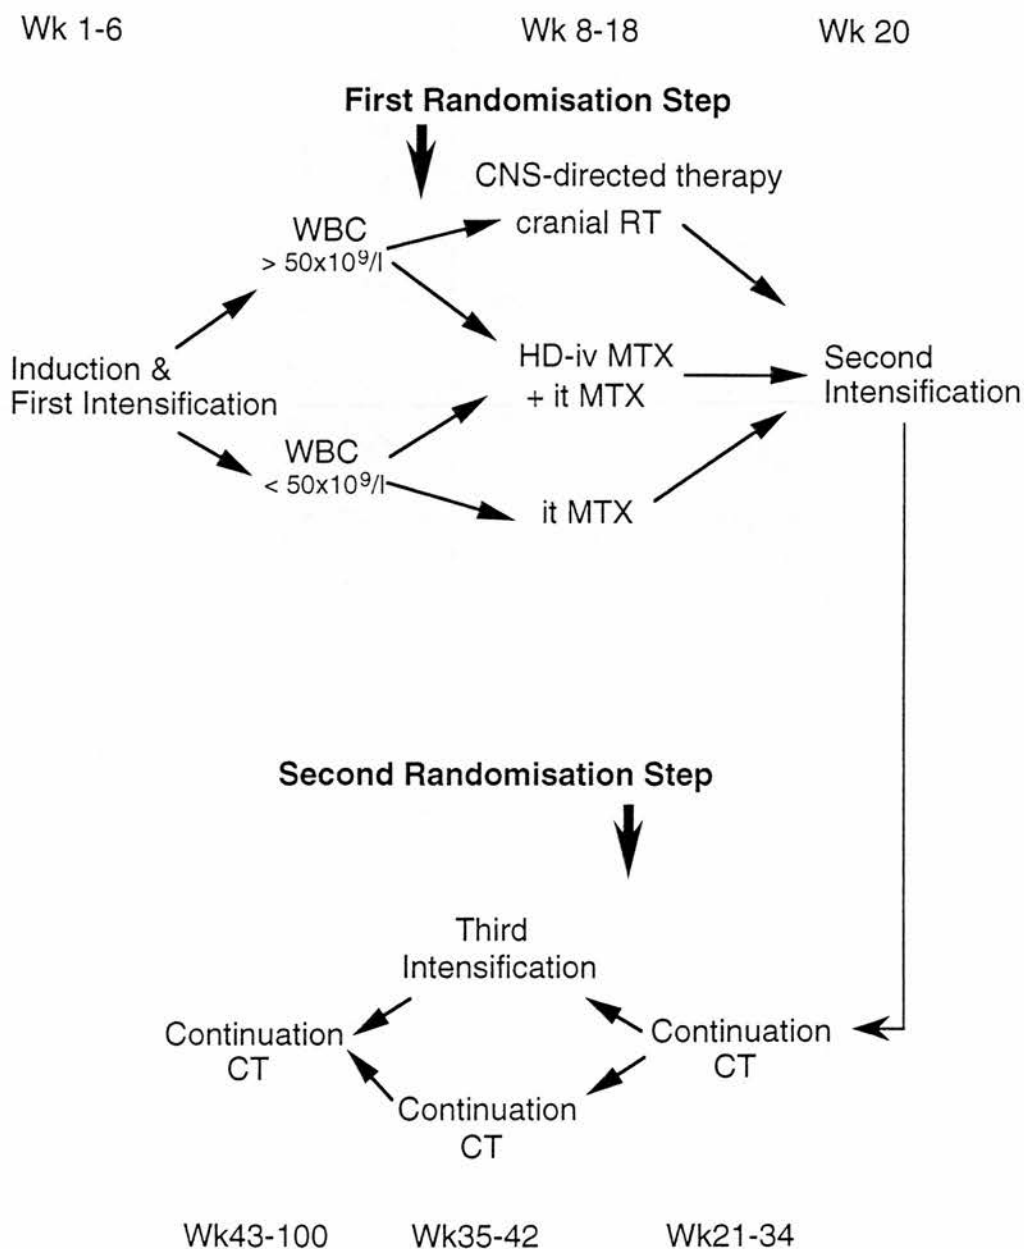 Wk 1-6
Wk 8-18
Wk 20
First Randomisation Step
CNS-directed therapy
WBC
> 50x10⁹/l
cranial RT
Induction &
First Intensification
HD-iv MTX
+ it MTX
Second
Intensification
WBC
< 50x10⁹/l
it MTX
Second Randomisation Step
Third
Intensification
Continuation
CT
Continuation
CT
Continuation
CT
Wk43-100
Wk35-42
Wk21-34